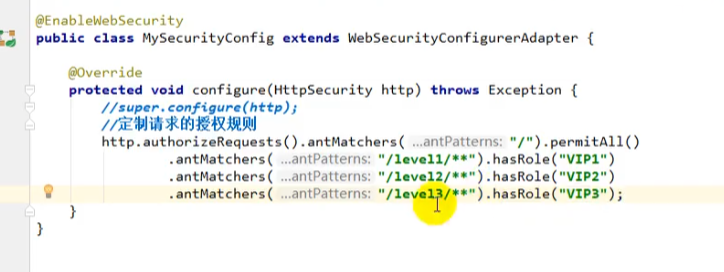 @EnableWebSecurity
public class MySecurityConfig extends WebSecurityConfigurerAdapter {
@Override
protected void configure(HttpSecurity http) throws Exception {
//super.configure(http);
//定制请求的授权规则
http.authorizeRequests().antMatchers( ...antPatterns: "/").permitAll()
.antMatchers( ...antPatterns: "/level1/**").hasRole("VIP1")
.antMatchers( ...antPatterns: "/level2/**").hasRole("VIP2")
.antMatchers( ...antPatterns: "/level3/**").hasRole("VIP3");
}
}